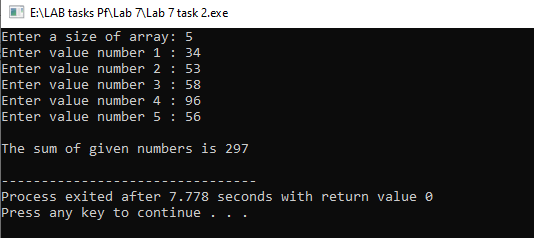 E:\LAB tasks Pf\Lab 7\Lab 7 task 2.exe
Enter a size of array: 5
Enter value number 1 : 34
Enter value number 2 : 53
Enter value number 3 : 58
Enter value number 4 : 96
Enter value number 5 : 56
The sum of given numbers is 297
--------------------------------
Process exited after 7.778 seconds with return value 0
Press any key to continue . . .